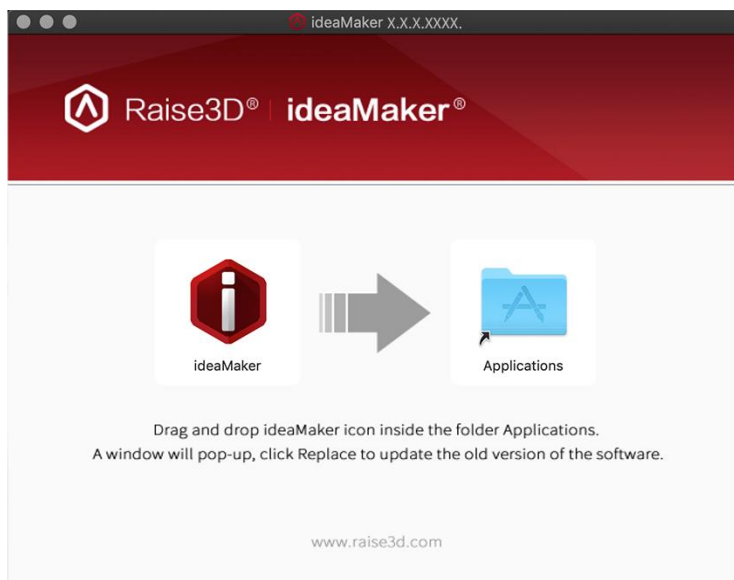 ideaMaker X.X.X.XXXX.
Raise3D® | ideaMaker®
ideaMaker
Applications
Drag and drop ideaMaker icon inside the folder Applications.
A window will pop-up, click Replace to update the old version of the software.
www.raise3d.com